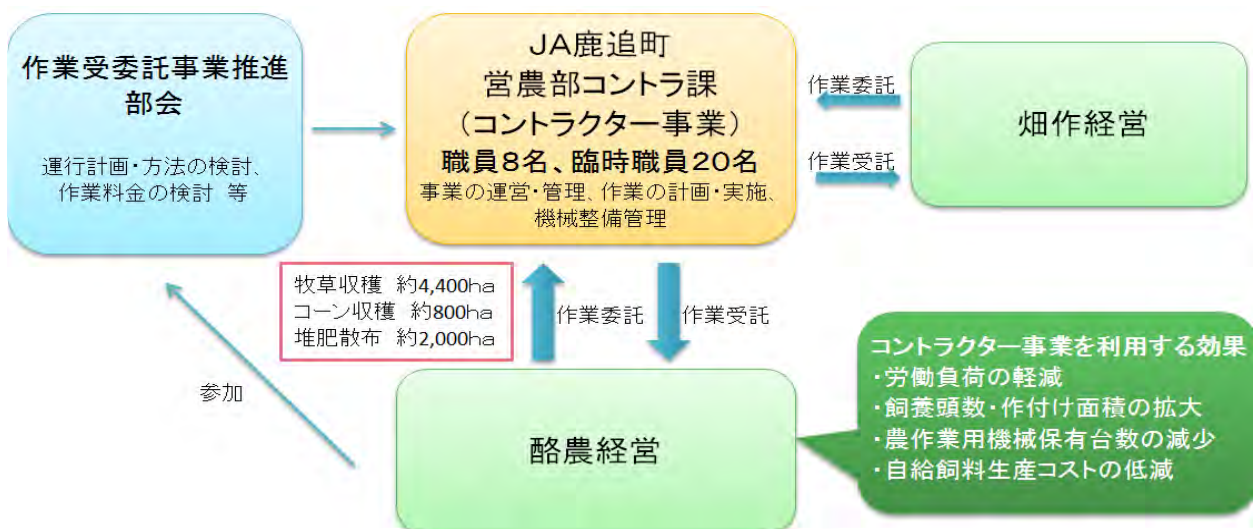 作業受委託事業推進
部会
運行計画・方法の検討、
作業料金の検討 等
JA鹿追町
営農部コントラ課
（コントラクター事業）
職員8名、臨時職員20名
事業の運営・管理、作業の計画・実施、
機械整備管理
作業委託
作業受託
畑作経営
牧草収穫 約4,400ha
コーン収穫 約800ha
堆肥散布 約2,000ha
作業委託
作業受託
参加
酪農経営
コントラクター事業を利用する効果
・労働負荷の軽減
・飼養頭数・作付け面積の拡大
・農作業用機械保有台数の減少
・自給飼料生産コストの低減